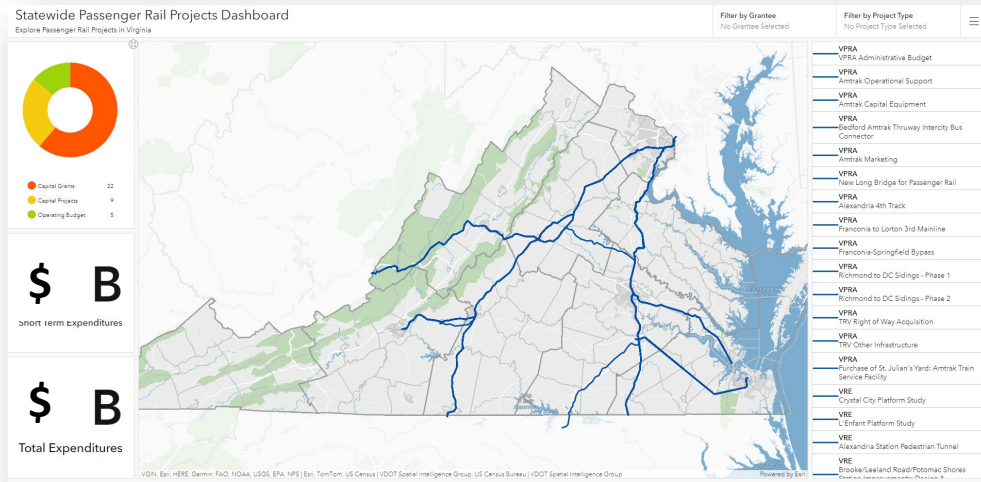 Statewide Passenger Rail Projects Dashboard
Explore Passenger Rail Projects in Virginia
Filter by Grantee
No Grantee Selected
Filter by Project Type
No Project Type Selected
Capital Grants 22
Capital Projects 9
Operating Budget 5
$ B
Short Term Expenditures
$ B
Total Expenditures
VGIN, Esri, HERE, Garmin, FAO, NOAA, USGS, EPA, NPS | Esri, TomTom, US Census | VDOT Spatial Intelligence Group, US Census Bureau | VDOT Spatial Intelligence Group
Powered by Esri
VPRA
VPRA Administrative Budget
VPRA
Amtrak Operational Support
VPRA
Amtrak Capital Equipment
VPRA
Bedford Amtrak Thruway Intercity Bus
Connector
VPRA
Amtrak Marketing
VPRA
New Long Bridge for Passenger Rail
VPRA
Alexandria 4th Track
VPRA
Franconia to Lorton 3rd Mainline
VPRA
Franconia-Springfield Bypass
VPRA
Richmond to DC Sidings - Phase 1
VPRA
Richmond to DC Sidings - Phase 2
VPRA
TRV Right of Way Acquisition
VPRA
TRV Other Infrastructure
VPRA
Purchase of St. Julian's Yard: Amtrak Train
Service Facility
VRE
Crystal City Platform Study
VRE
L'Enfant Platform Study
VRE
Alexandria Station Pedestrian Tunnel
VRE
Brooke/Leeland Road/Potomac Shores
Station Improvements: Design &